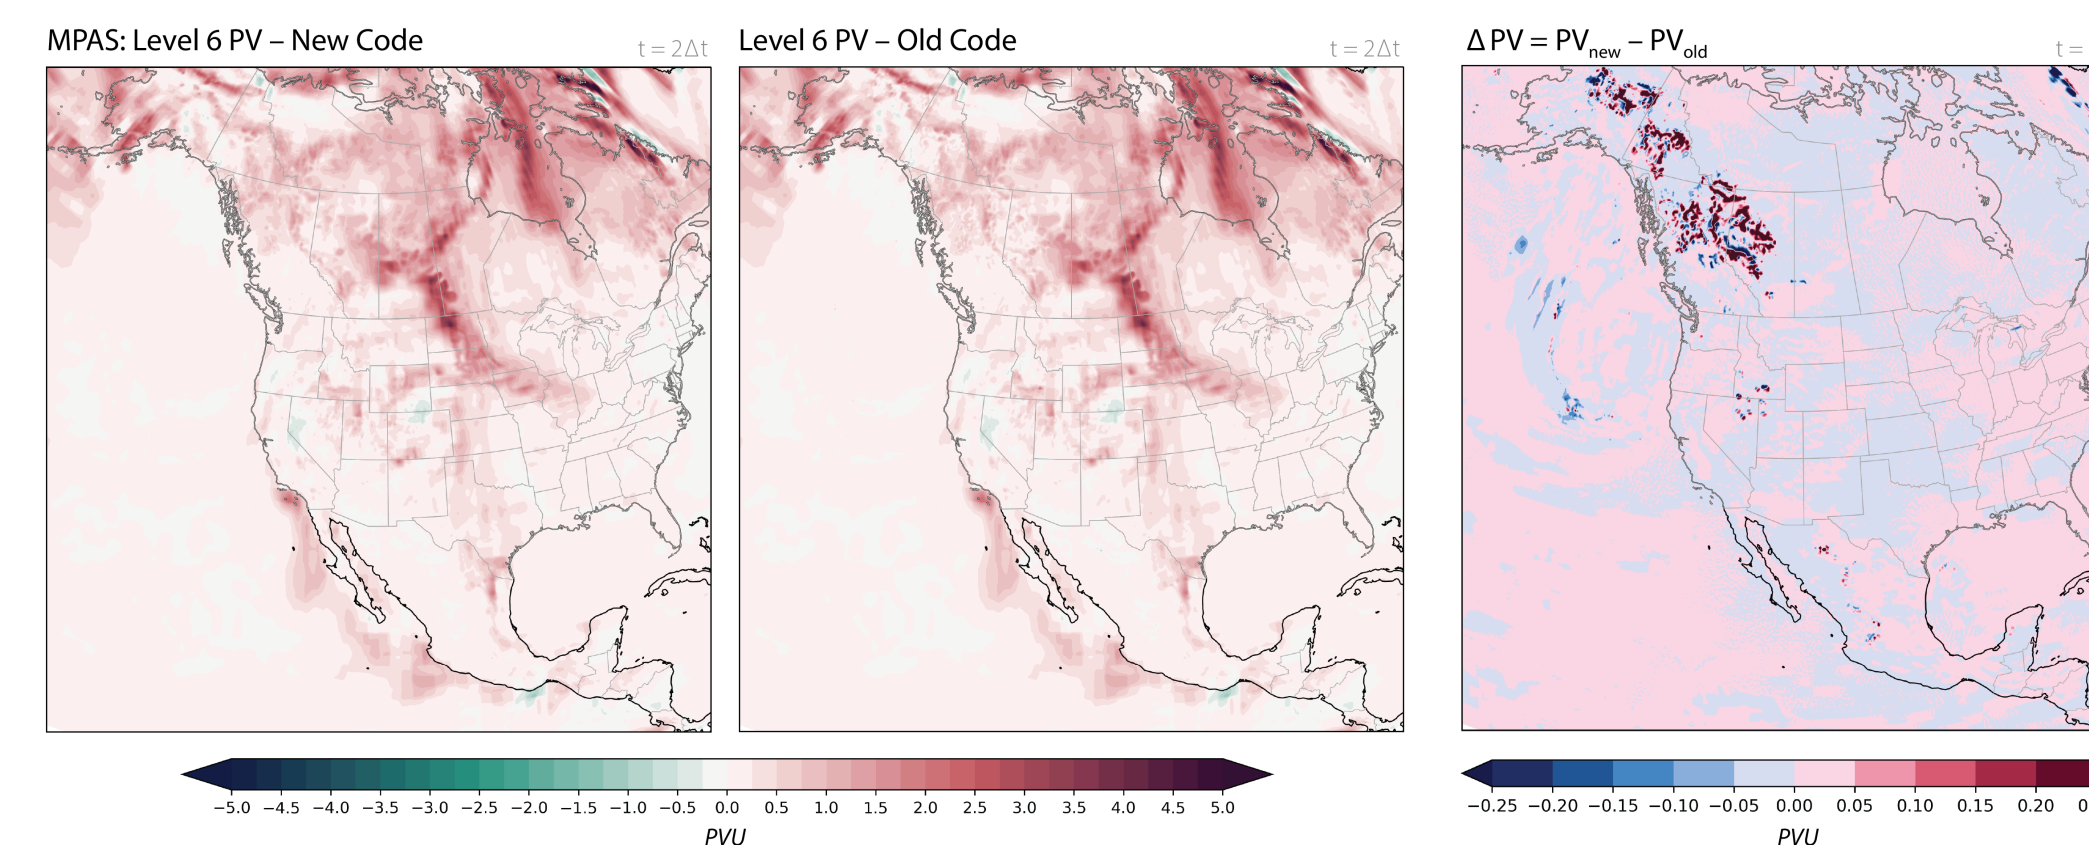 MPAS: Level 6 PV – New Code
t = 2Δt
Level 6 PV – Old Code
t = 2Δt
Δ PV = PVnew – PVold
t =
−5.0 −4.5 −4.0 −3.5 −3.0 −2.5 −2.0 −1.5 −1.0 −0.5 0.0 0.5 1.0 1.5 2.0 2.5 3.0 3.5 4.0 4.5 5.0
PVU
−0.25 −0.20 −0.15 −0.10 −0.05 0.00 0.05 0.10 0.15 0.20
PVU